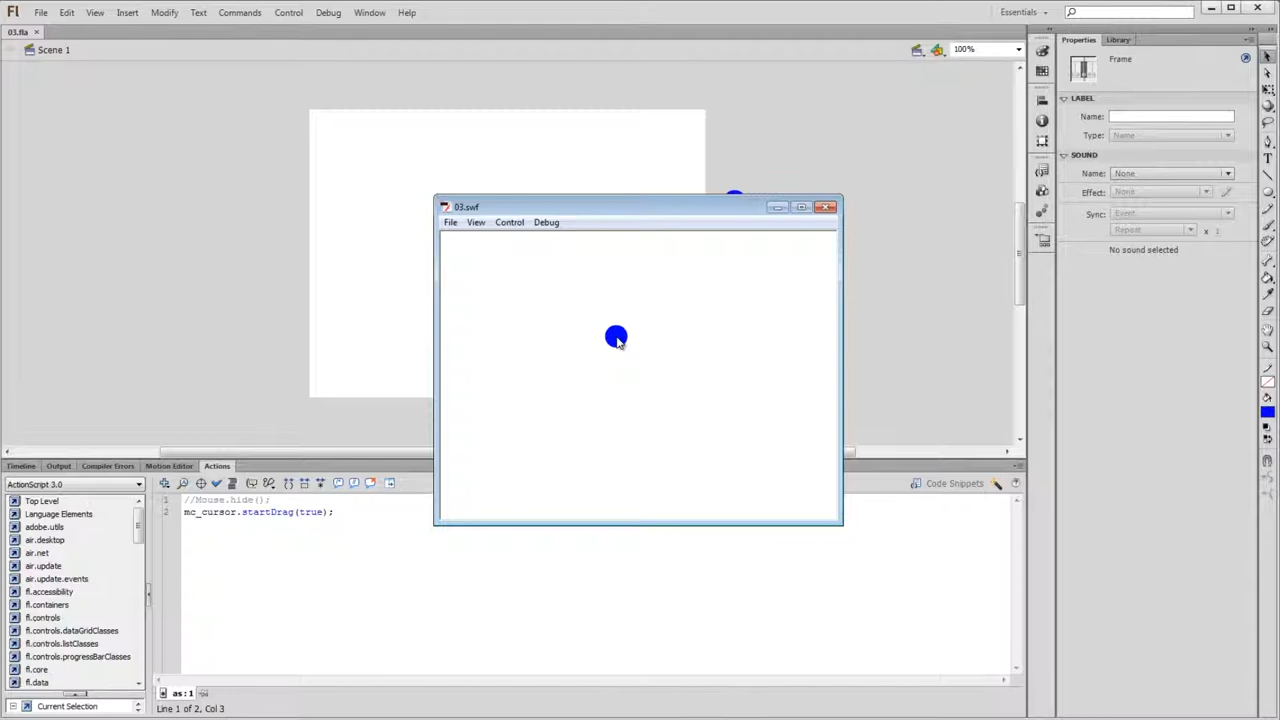 Fl File Edit View Insert Modify Text Commands Control Debug Window Help Essentials
03.fla
Scene 1 100%
Properties Library
Frame
LABEL
Name:
Type: Name
SOUND
Name: None
Effect: None
Sync: Event
Repeat x 1
No sound selected
03.swf
File View Control Debug
Timeline Output Compiler Errors Motion Editor Actions
ActionScript 3.0
Code Snippets
Top Level
Language Elements
adobe.utils
air.desktop
air.net
air.update
air.update.events
fl.accessibility
fl.containers
fl.controls
fl.controls.dataGridClasses
fl.controls.listClasses
fl.controls.progressBarClasses
fl.core
fl.data
Current Selection
1 //Mouse.hide();
2 mc_cursor.startDrag(true);
as:1
Line 1 of 2, Col 3